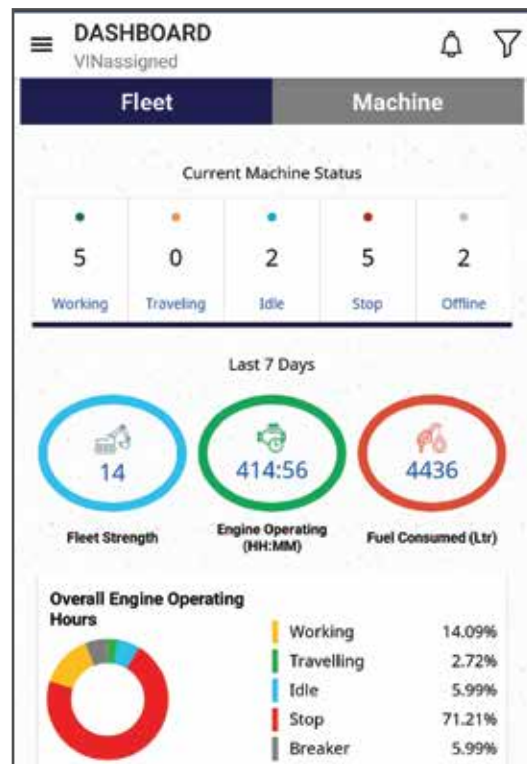 DASHBOARD
VINassigned
Fleet Machine
Current Machine Status
5 0 2 5 2
Working Traveling Idle Stop Offline
Last 7 Days
14 414:56 4436
Fleet Strength Engine Operating (HH:MM) Fuel Consumed (Ltr)
Overall Engine Operating
Hours
Working 14.09%
Travelling 2.72%
Idle 5.99%
Stop 71.21%
Breaker 5.99%